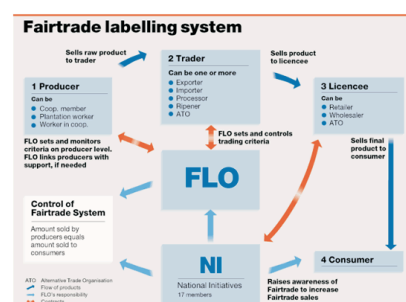 Fairtrade labelling system
Sells raw product
to trader
2 Trader
Can be one or more
Exporter
Importer
Processor
Ripener
ATO
Sells product
to licencee
1 Producer
Can be
Coop. member
Plantation worker
Worker in coop.
3 Licencee
Can be
Retailer
Wholesaler
ATO
FLO sets and monitors
criteria on producer level.
FLO links producers with
support, if needed
FLO sets and controls
trading criteria
Sells final
product to
consumer
FLO
Control of
Fairtrade System
Amount sold by
producers equals
amount sold to
consumers
NI
National Initiatives
17 members
4 Consumer
Raises awareness of
Fairtrade to increase
Fairtrade sales
ATO Alternative Trade Organisation
Flow of products
FLO's responsibility
Contracts